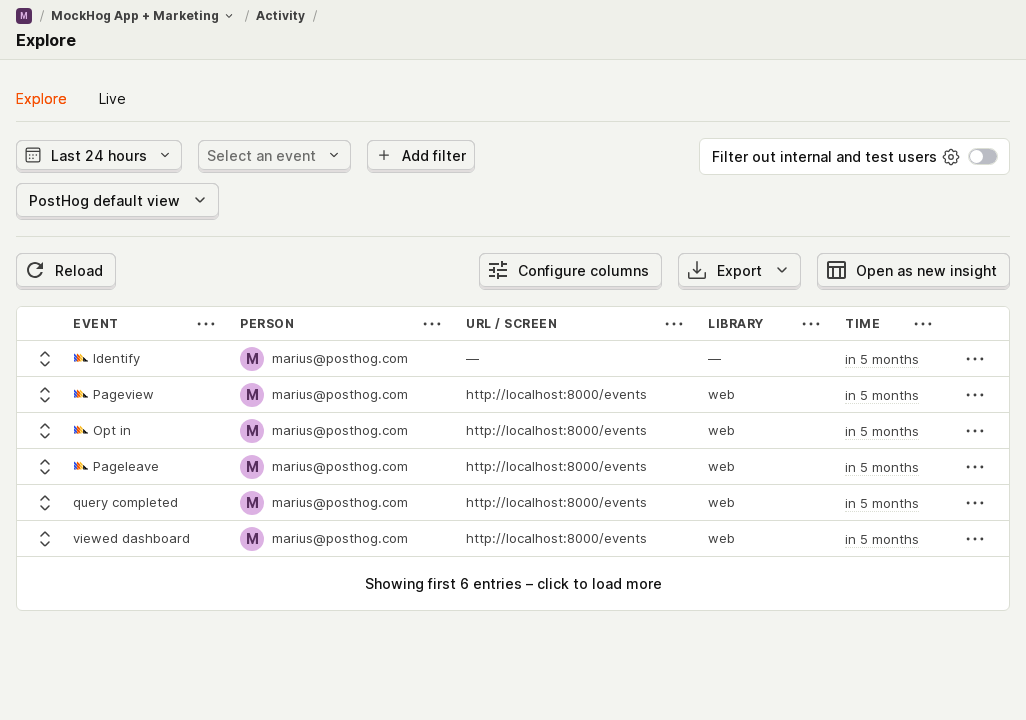 M / MockHog App + Marketing / Activity /
Explore
Explore Live
Last 24 hours Select an event Add filter Filter out internal and test users
PostHog default view
Reload Configure columns Export Open as new insight
EVENT ··· PERSON ··· URL / SCREEN ··· LIBRARY ··· TIME ···
Identify M marius@posthog.com — — in 5 months ···
Pageview M marius@posthog.com http://localhost:8000/events web in 5 months ···
Opt in M marius@posthog.com http://localhost:8000/events web in 5 months ···
Pageleave M marius@posthog.com http://localhost:8000/events web in 5 months ···
query completed M marius@posthog.com http://localhost:8000/events web in 5 months ···
viewed dashboard M marius@posthog.com http://localhost:8000/events web in 5 months ···
Showing first 6 entries – click to load more